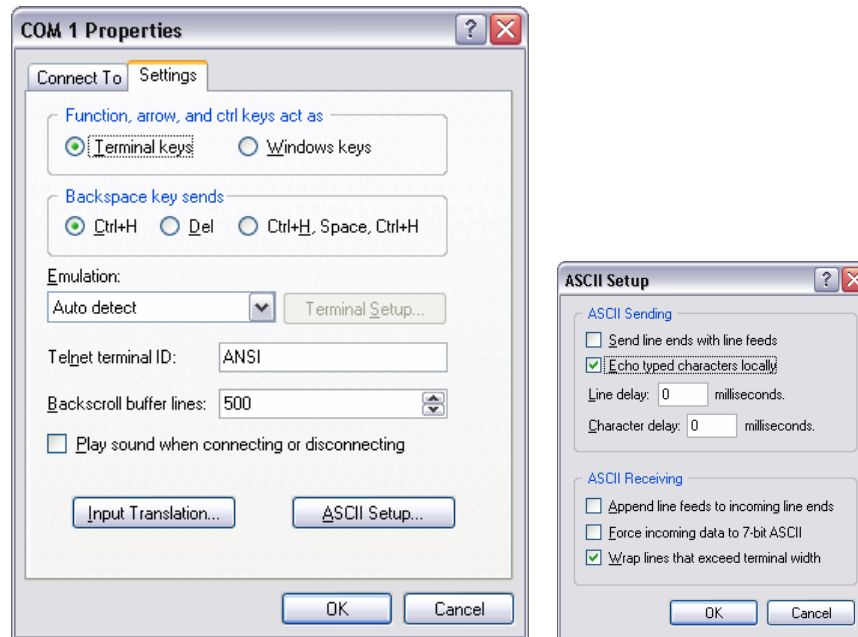 COM 1 Properties
Connect To Settings
Function, arrow, and ctrl keys act as
Terminal keys Windows keys
Backspace key sends
Ctrl+H Del Ctrl+H, Space, Ctrl+H
Emulation:
Auto detect Terminal Setup...
Telnet terminal ID: ANSI
Backscroll buffer lines: 500
Play sound when connecting or disconnecting
Input Translation... ASCII Setup...
OK Cancel
ASCII Setup
ASCII Sending
Send line ends with line feeds
Echo typed characters locally
Line delay: 0 milliseconds.
Character delay: 0 milliseconds.
ASCII Receiving
Append line feeds to incoming line ends
Force incoming data to 7-bit ASCII
Wrap lines that exceed terminal width
OK Cancel